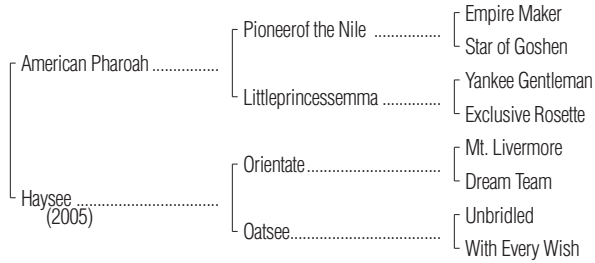 Empire Maker
Pioneerof the Nile ................
Star of Goshen
American Pharoah ................
Yankee Gentleman
Littleprincessemma ..............
Exclusive Rosette
Mt. Livermore
Orientate................................
Dream Team
Haysee ..................................
(2005)
Unbridled
Oatsee....................................
With Every Wish